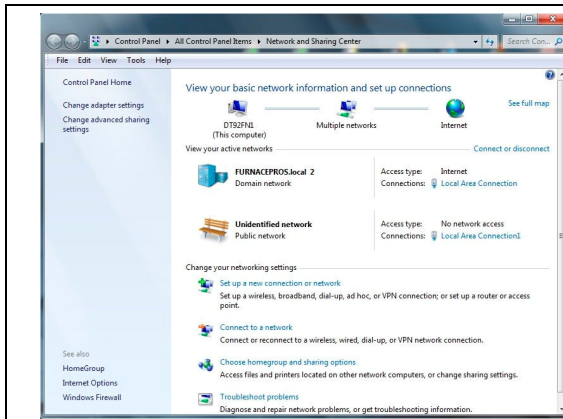 Control Panel ▸ All Control Panel Items ▸ Network and Sharing Center
Search Con...
File Edit View Tools Help
Control Panel Home
Change adapter settings
Change advanced sharing
settings
View your basic network information and set up connections
See full map
DT92FN1
(This computer)
Multiple networks
Internet
View your active networks
Connect or disconnect
FURNACEPROS.local 2
Domain network
Access type: Internet
Connections: Local Area Connection
Unidentified network
Public network
Access type: No network access
Connections: Local Area Connection1
Change your networking settings
Set up a new connection or network
Set up a wireless, broadband, dial-up, ad hoc, or VPN connection; or set up a router or access
point.
Connect to a network
Connect or reconnect to a wireless, wired, dial-up, or VPN network connection.
Choose homegroup and sharing options
Access files and printers located on other network computers, or change sharing settings.
Troubleshoot problems
Diagnose and repair network problems, or get troubleshooting information.
See also
HomeGroup
Internet Options
Windows Firewall